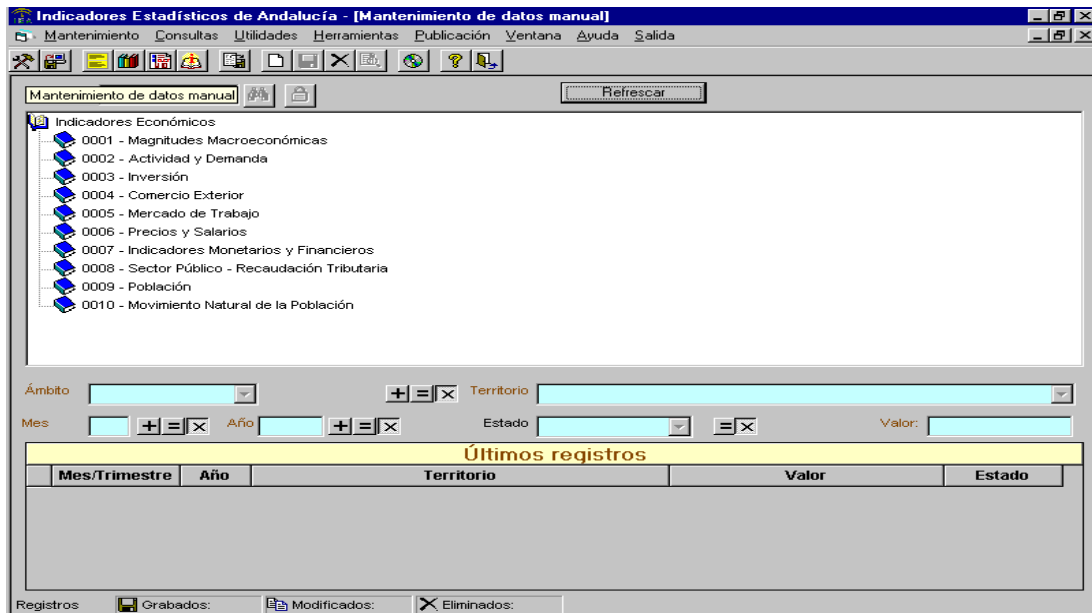 Indicadores Estadísticos de Andalucía - [Mantenimiento de datos manual]
Mantenimiento Consultas Utilidades Herramientas Publicación Ventana Ayuda Salida
Mantenimiento de datos manual Refrescar
Indicadores Económicos
0001 - Magnitudes Macroeconómicas
0002 - Actividad y Demanda
0003 - Inversión
0004 - Comercio Exterior
0005 - Mercado de Trabajo
0006 - Precios y Salarios
0007 - Indicadores Monetarios y Financieros
0008 - Sector Público - Recaudación Tributaria
0009 - Población
0010 - Movimiento Natural de la Población
Ámbito + = × Territorio
Mes + = × Año + = × Estado = × Valor:
Últimos registros
Mes/Trimestre Año Territorio Valor Estado
Registros Grabados: Modificados: Eliminados: